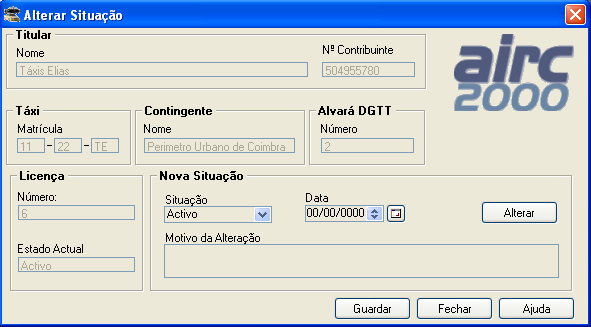 Alterar Situação
Titular
Nome
Nº Contribuinte
Táxis Elias
504955780
airc
2000
Táxi
Contingente
Alvará DGTT
Matrícula
Nome
Número
11 - 22 - TE
Perimetro Urbano de Coimbra
2
Licença
Nova Situação
Número:
Situação
Data
6
Activo
00/00/0000
Alterar
Estado Actual
Motivo da Alteração
Activo
Guardar
Fechar
Ajuda